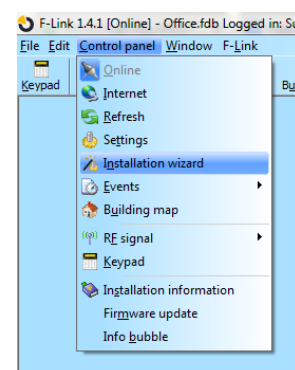 F-Link 1.4.1 [Online] - Office.fdb Logged in: Su
File Edit Control panel Window F-Link
Keypad
Bu
Online
Internet
Refresh
Settings
Installation wizard
Events
Building map
RF signal
Keypad
Installation information
Firmware update
Info bubble